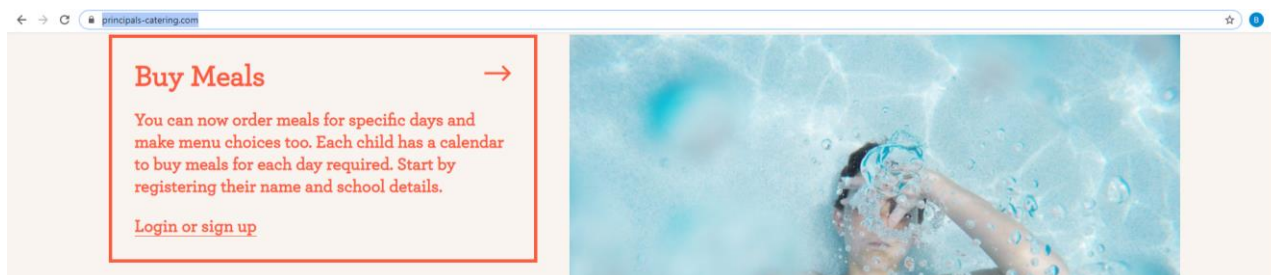 principals-catering.com
B
Buy Meals
You can now order meals for specific days and
make menu choices too. Each child has a calendar
to buy meals for each day required. Start by
registering their name and school details.
Login or sign up